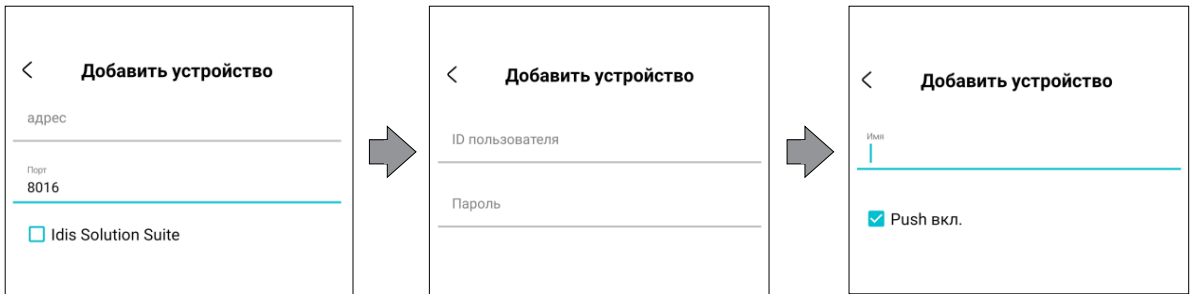 Добавить устройство
адрес
Порт
8016
Idis Solution Suite
Добавить устройство
ID пользователя
Пароль
Добавить устройство
Имя
Push вкл.